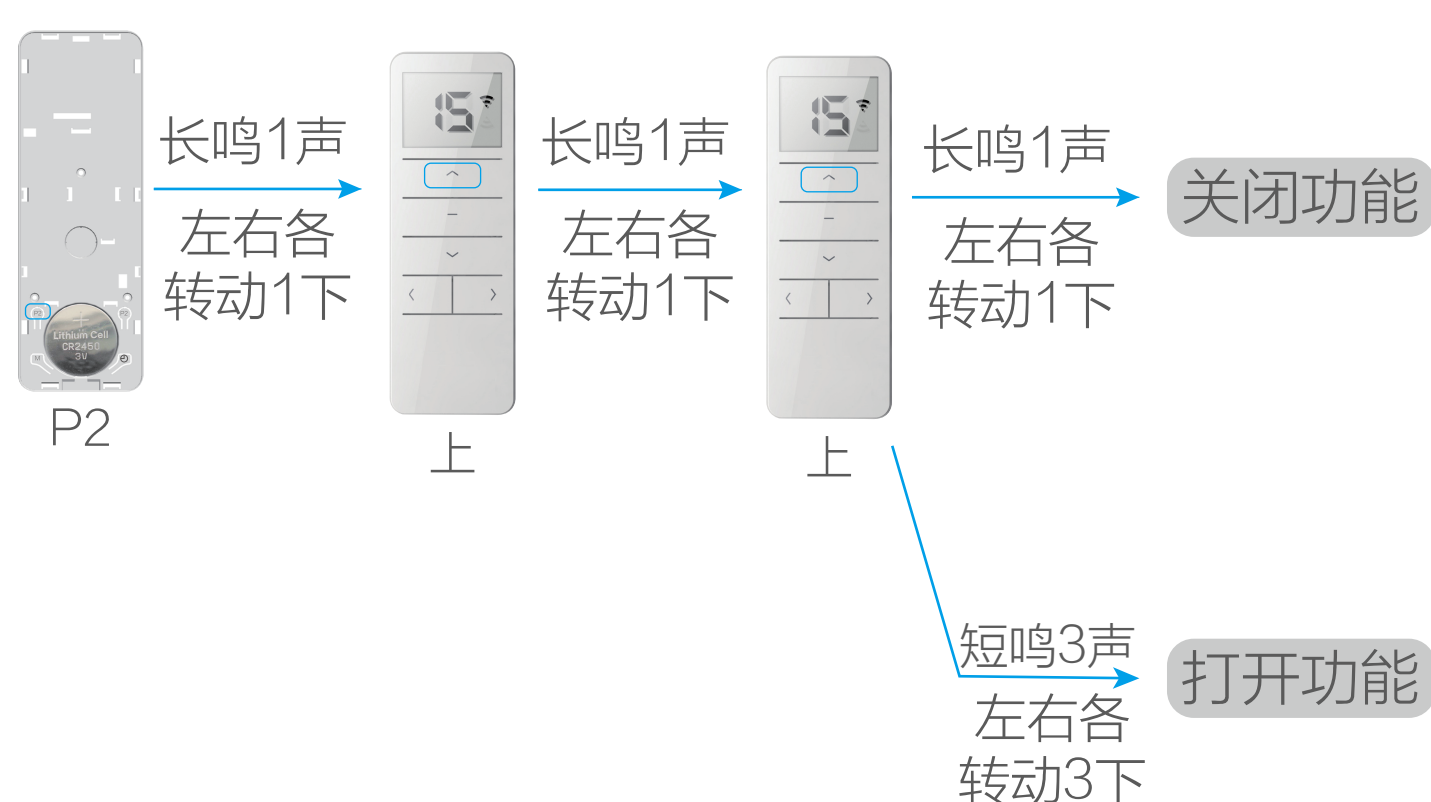 长鸣1声
左右各
转动1下
P2
P2
Lithium Cell
CR2450
3V
M
P2
15
上
长鸣1声
左右各
转动1下
15
上
长鸣1声
左右各
转动1下
关闭功能
短鸣3声
左右各
转动3下
打开功能